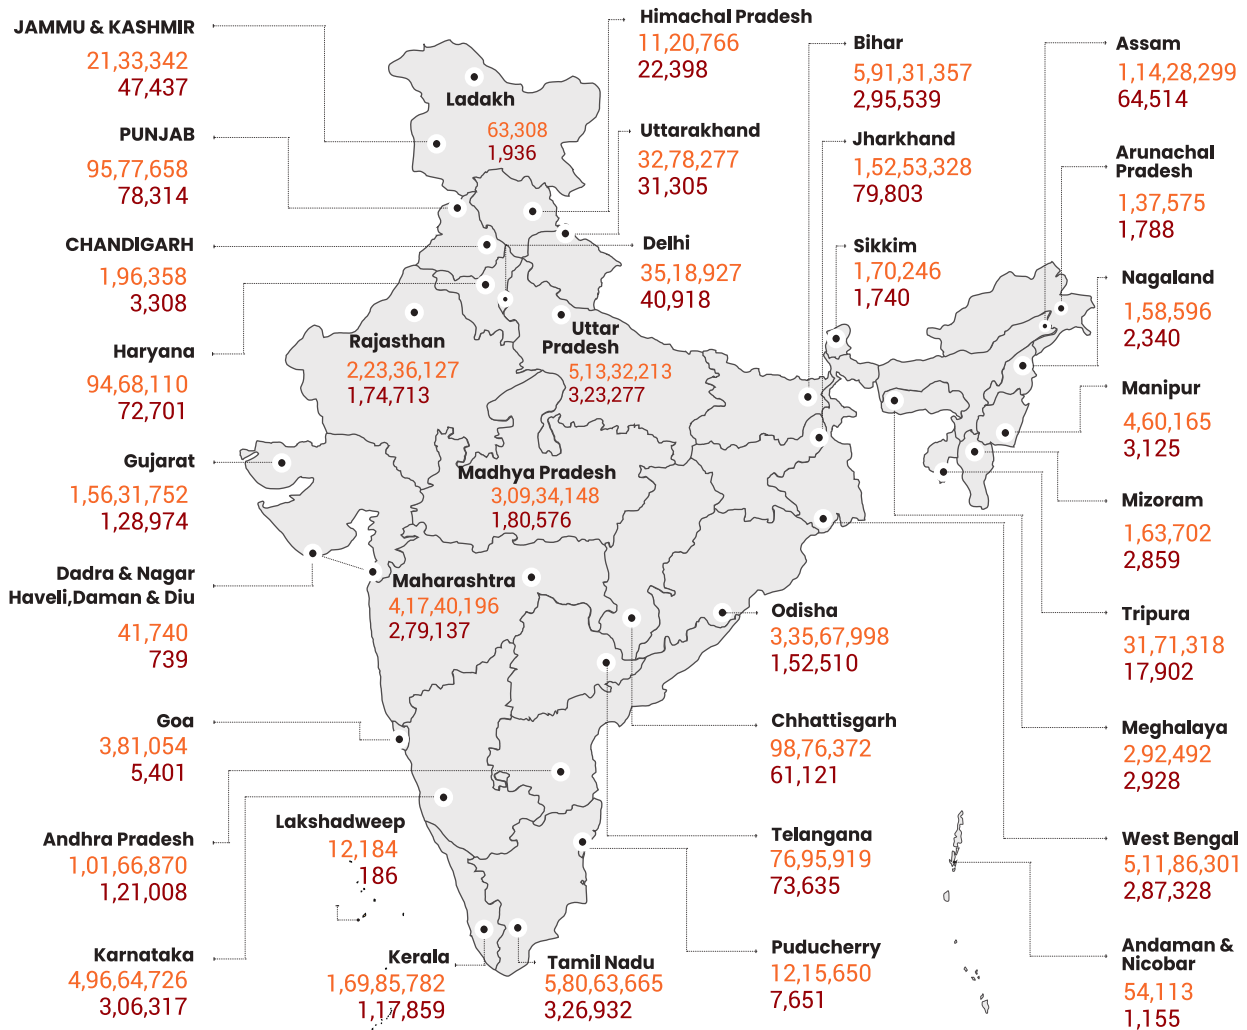 JAMMU & KASHMIR
21,33,342
47,437
PUNJAB
95,77,658
78,314
CHANDIGARH
1,96,358
3,308
Haryana
94,68,110
72,701
Gujarat
1,56,31,752
1,28,974
Dadra & Nagar
Haveli,Daman & Diu
41,740
739
Goa
3,81,054
5,401
Andhra Pradesh
1,01,66,870
1,21,008
Karnataka
4,96,64,726
3,06,317
Ladakh
63,308
1,936
Rajasthan
2,23,36,127
1,74,713
Uttar
Pradesh
5,13,32,213
3,23,277
Madhya Pradesh
3,09,34,148
1,80,576
Maharashtra
4,17,40,196
2,79,137
Lakshadweep
12,184
186
Kerala
1,69,85,782
1,17,859
Tamil Nadu
5,80,63,665
3,26,932
Himachal Pradesh
11,20,766
22,398
Uttarakhand
32,78,277
31,305
Delhi
35,18,927
40,918
Bihar
5,91,31,357
2,95,539
Jharkhand
1,52,53,328
79,803
Sikkim
1,70,246
1,740
Odisha
3,35,67,998
1,52,510
Chhattisgarh
98,76,372
61,121
Telangana
76,95,919
73,635
Puducherry
12,15,650
7,651
Assam
1,14,28,299
64,514
Arunachal
Pradesh
1,37,575
1,788
Nagaland
1,58,596
2,340
Manipur
4,60,165
3,125
Mizoram
1,63,702
2,859
Tripura
31,71,318
17,902
Meghalaya
2,92,492
2,928
West Bengal
5,11,86,301
2,87,328
Andaman &
Nicobar
54,113
1,155